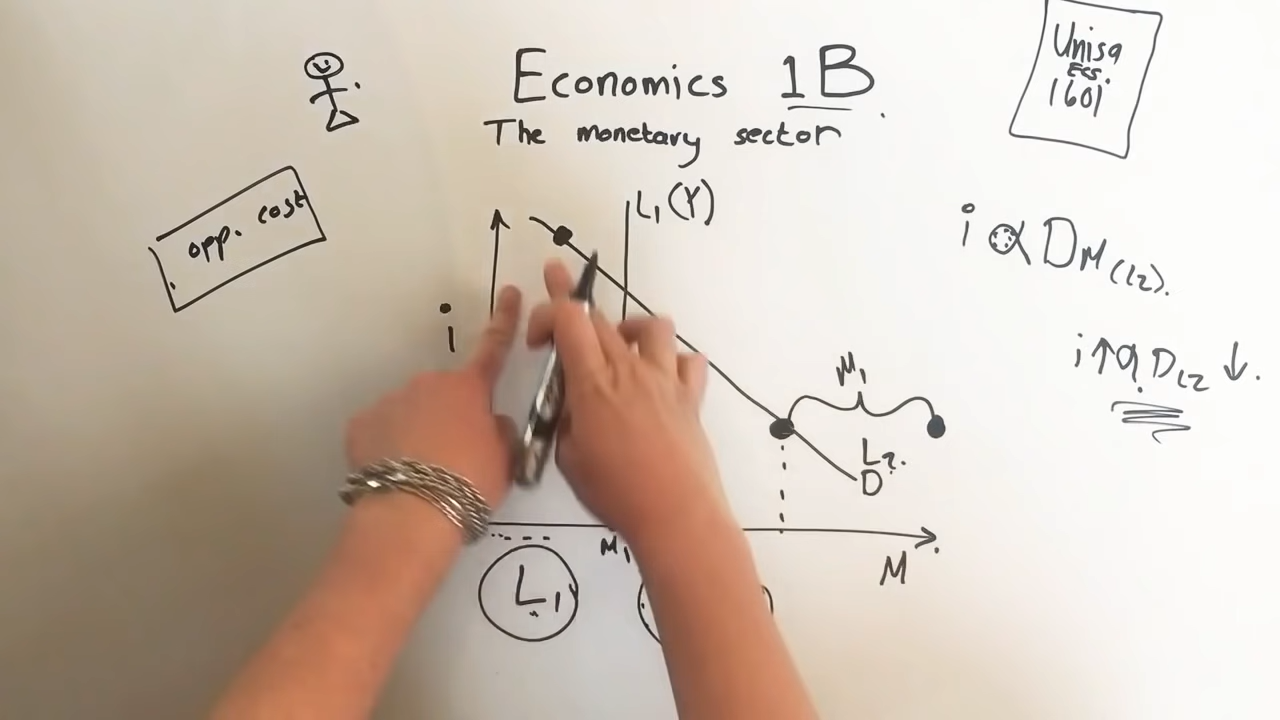 Economics 1B
The monetary sector
Unisa
Ecs.
1601
opp. cost
L₁(Y)
i
i α DM(L2).
i↑α DL2 ↓.
M₁
L2.
D
M₁
M
L₁